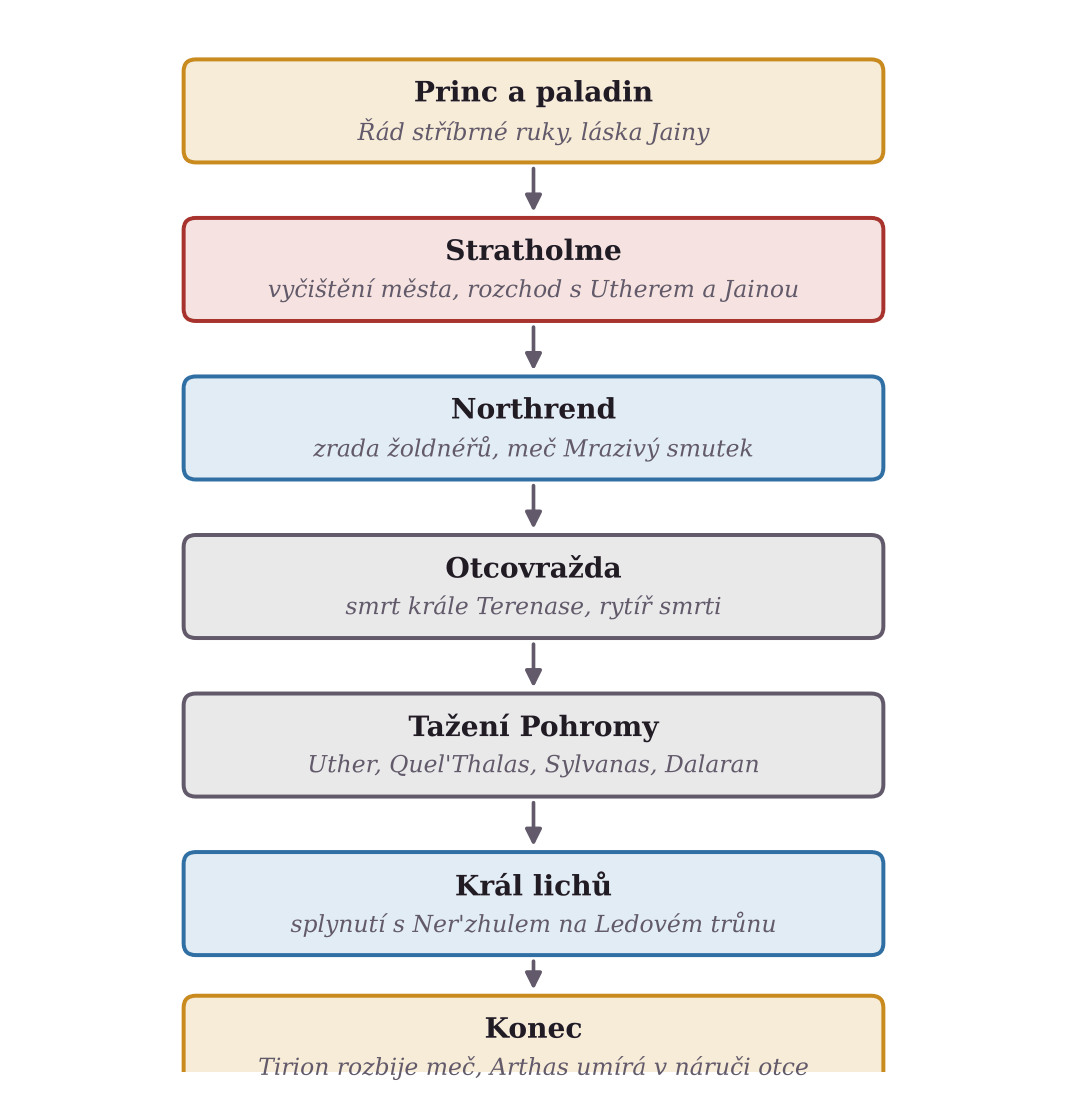 Princ a paladin
Řád stříbrné ruky, láska Jainy
Stratholme
vyčištění města, rozchod s Utherem a Jainou
Northrend
zrada žoldnéřů, meč Mrazivý smutek
Otcovražda
smrt krále Terenase, rytíř smrti
Tažení Pohromy
Uther, Quel'Thalas, Sylvanas, Dalaran
Král lichů
splynutí s Ner'zhulem na Ledovém trůnu
Konec
Tirion rozbije meč, Arthas umírá v náruči otce